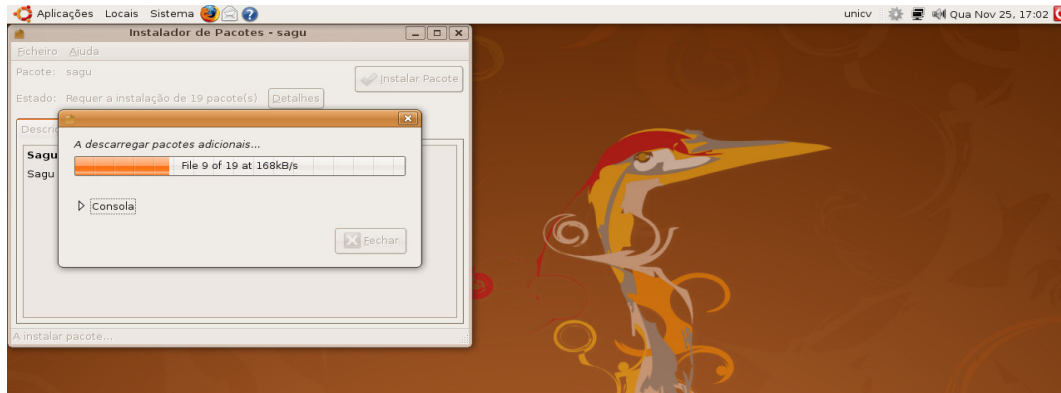 Aplicações Locais Sistema unicv Qua Nov 25, 17:02
Instalador de Pacotes - sagu
Ficheiro Ajuda
Pacote: sagu Instalar Pacote
Estado: Requer a instalação de 19 pacote(s) Detalhes
A descarregar pacotes adicionais...
File 9 of 19 at 168kB/s
Sagu
Sagu
Consola
Fechar
A instalar pacote...